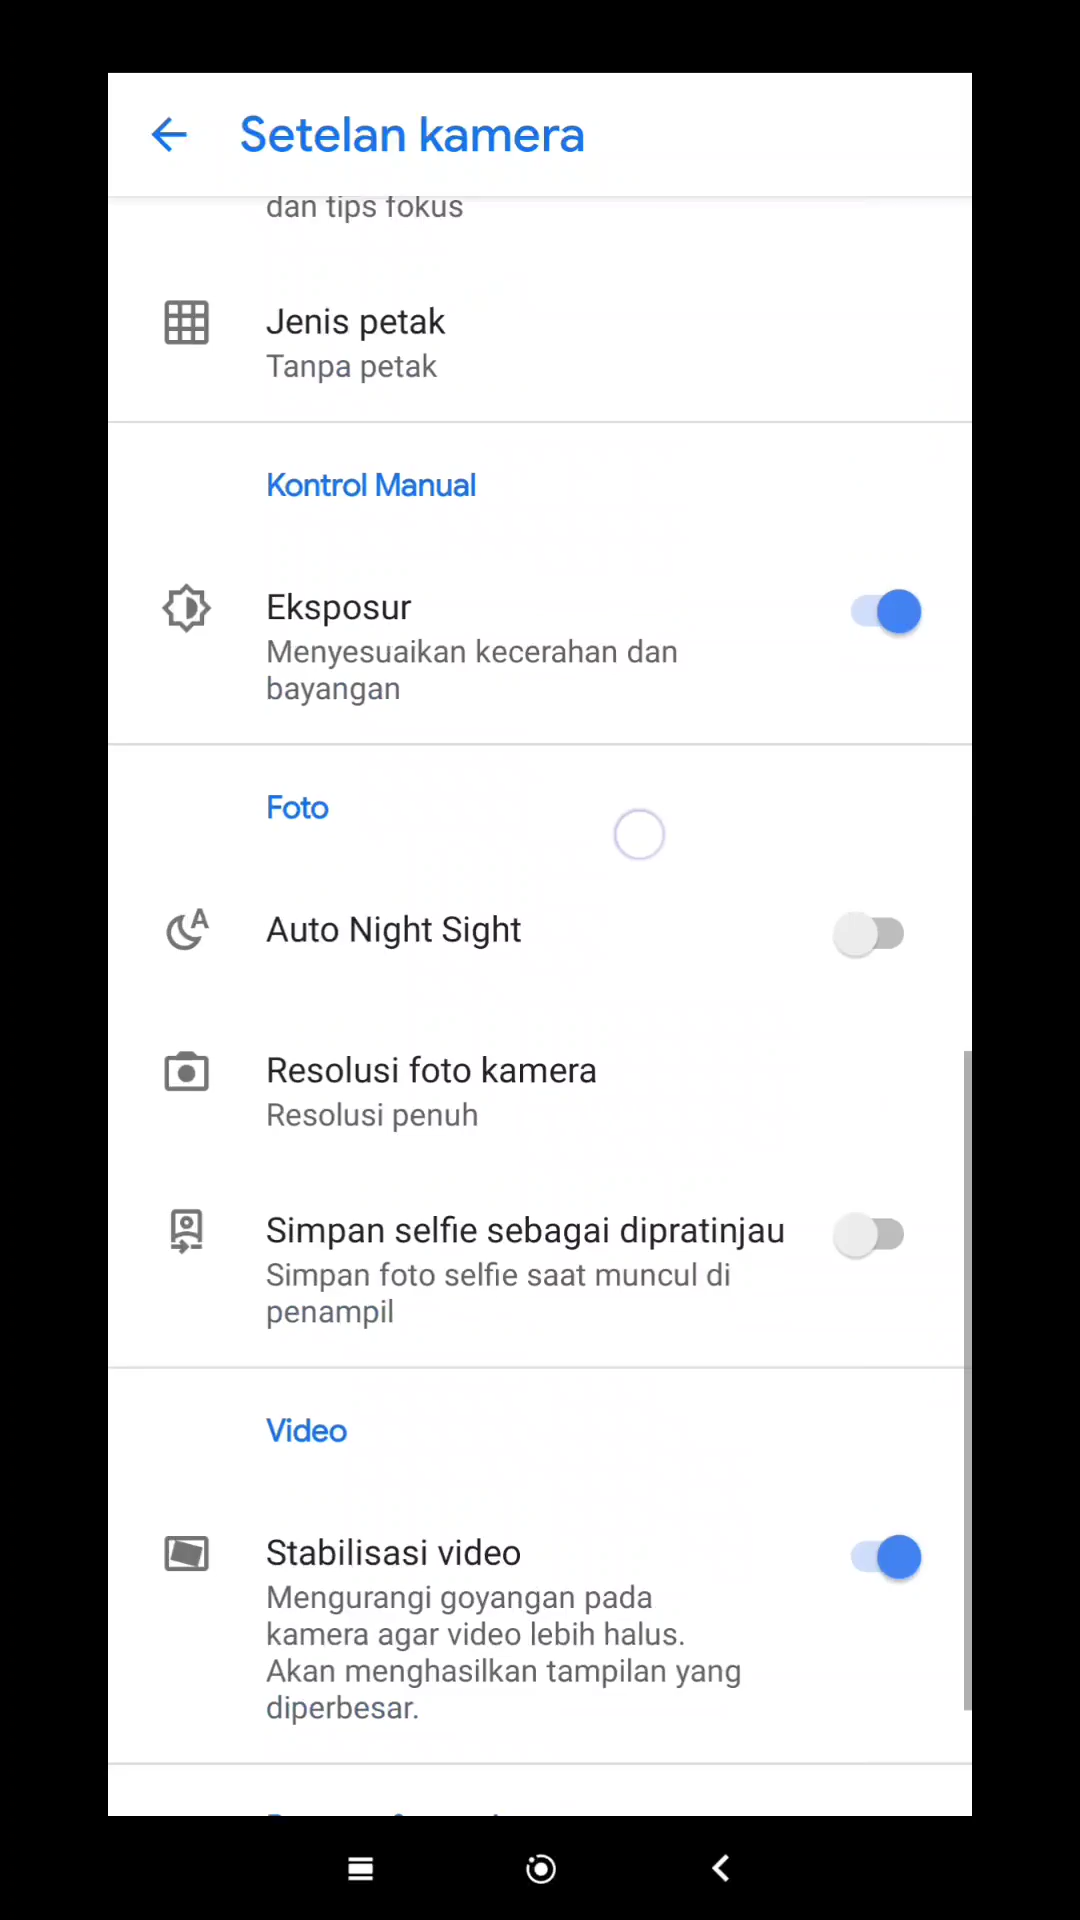 Setelan kamera
dan tips fokus
Jenis petak
Tanpa petak
Kontrol Manual
Eksposur
Menyesuaikan kecerahan dan
bayangan
Foto
A
Auto Night Sight
Resolusi foto kamera
Resolusi penuh
Simpan selfie sebagai dipratinjau
Simpan foto selfie saat muncul di
penampil
Video
Stabilisasi video
Mengurangi goyangan pada
kamera agar video lebih halus.
Akan menghasilkan tampilan yang
diperbesar.